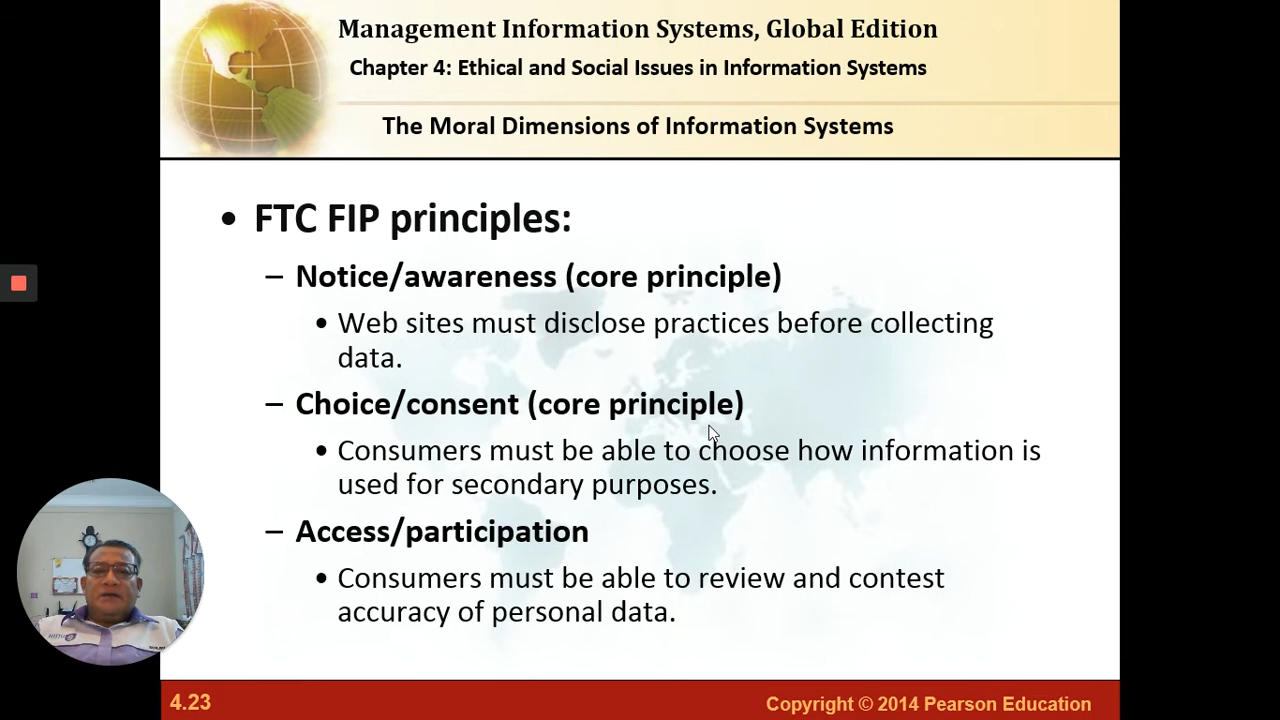 Management Information Systems, Global Edition
Chapter 4: Ethical and Social Issues in Information Systems
The Moral Dimensions of Information Systems
• FTC FIP principles:
– Notice/awareness (core principle)
• Web sites must disclose practices before collecting
data.
– Choice/consent (core principle)
• Consumers must be able to choose how information is
used for secondary purposes.
– Access/participation
• Consumers must be able to review and contest
accuracy of personal data.
4.23
Copyright © 2014 Pearson Education